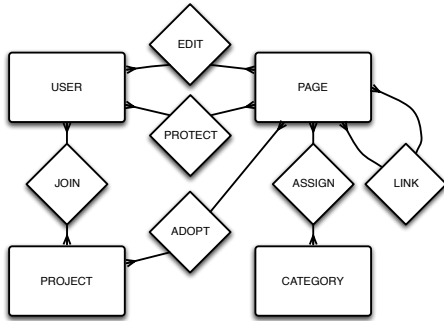 EDIT
USER
PAGE
PROTECT
JOIN
ASSIGN
LINK
ADOPT
PROJECT
CATEGORY